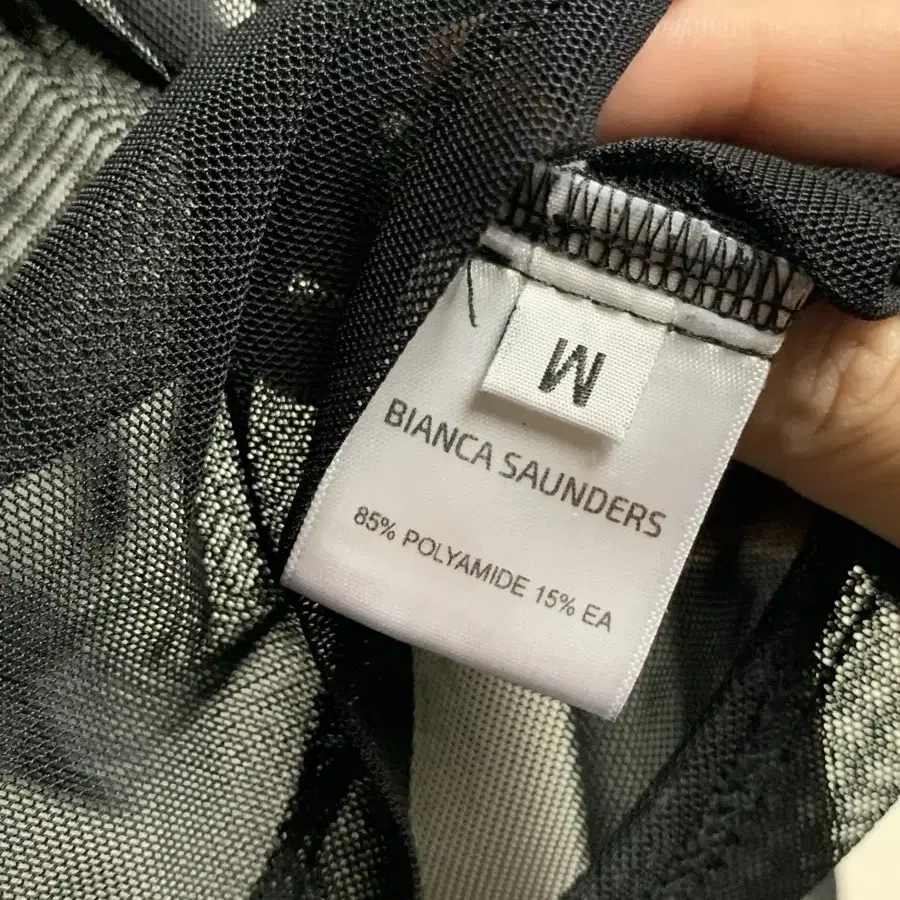 M
BIANCA SAUNDERS
85% POLYAMIDE 15% EA